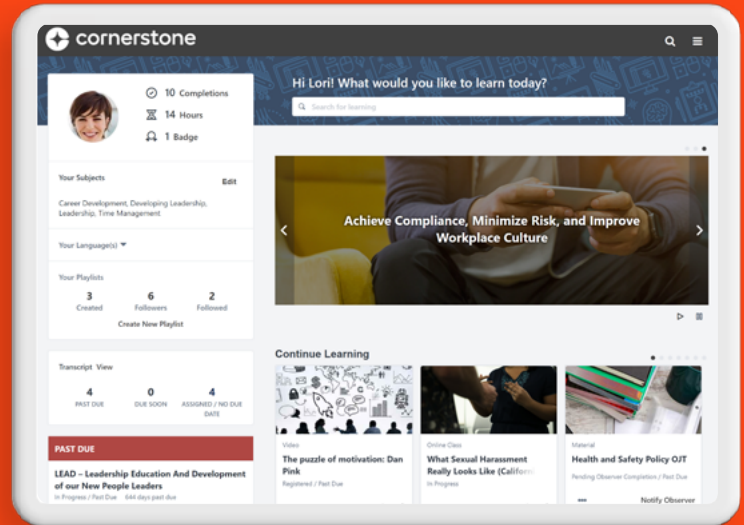 cornerstone
10 Completions
14 Hours
1 Badge
Hi Lori! What would you like to learn today?
Search for learning
Your Subjects
Edit
Career Development, Developing Leadership,
Leadership, Time Management
Your Language(s)
Your Playlists
3
6
2
Created
Followers
Followed
Create New Playlist
Achieve Compliance, Minimize Risk, and Improve
Workplace Culture
Transcript View
4
0
4
PAST DUE
DUE SOON
ASSIGNED / NO DUE
DATE
PAST DUE
LEAD – Leadership Education And Development
of our New People Leaders
In Progress / Past Due 644 days past due
Continue Learning
Video
The puzzle of motivation: Dan
Pink
Registered / Past Due
Online Class
What Sexual Harassment
Really Looks Like (Californi
In Progress
Material
Health and Safety Policy OJT
Pending Observer Completion / Past Due
Notify Observer